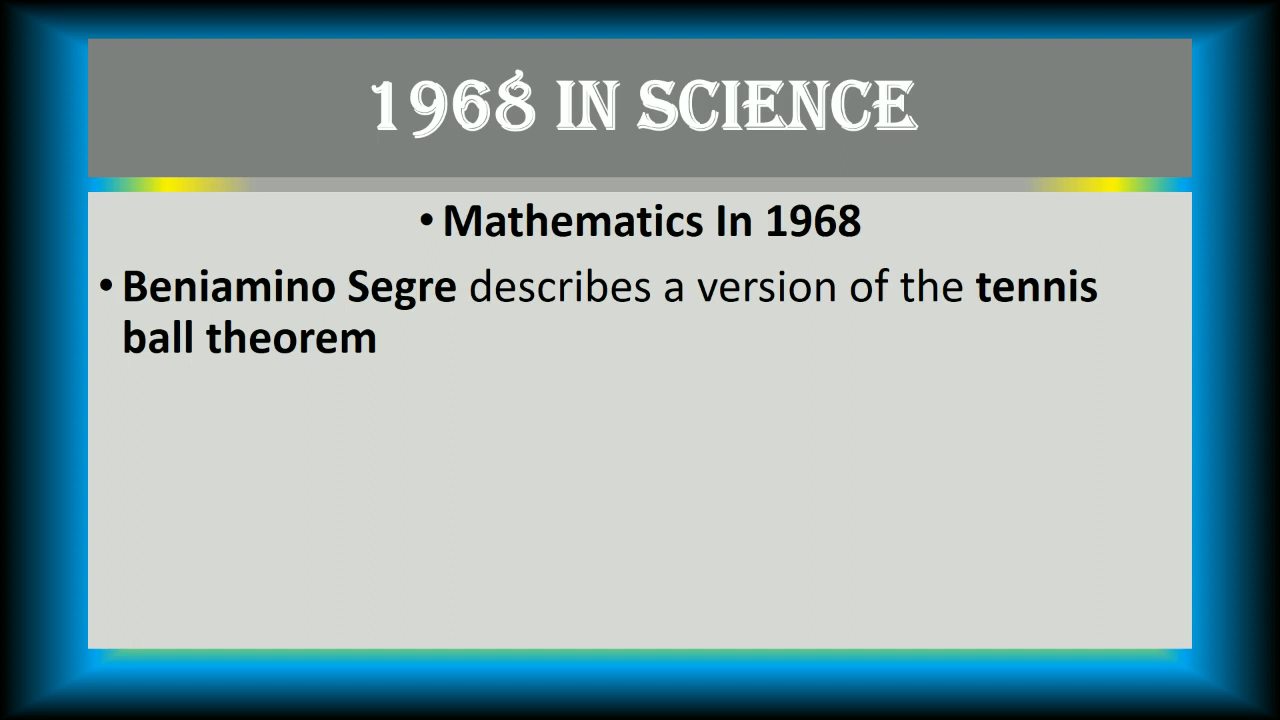 1968 IN SCIENCE
• Mathematics In 1968
• Beniamino Segre describes a version of the tennis
ball theorem